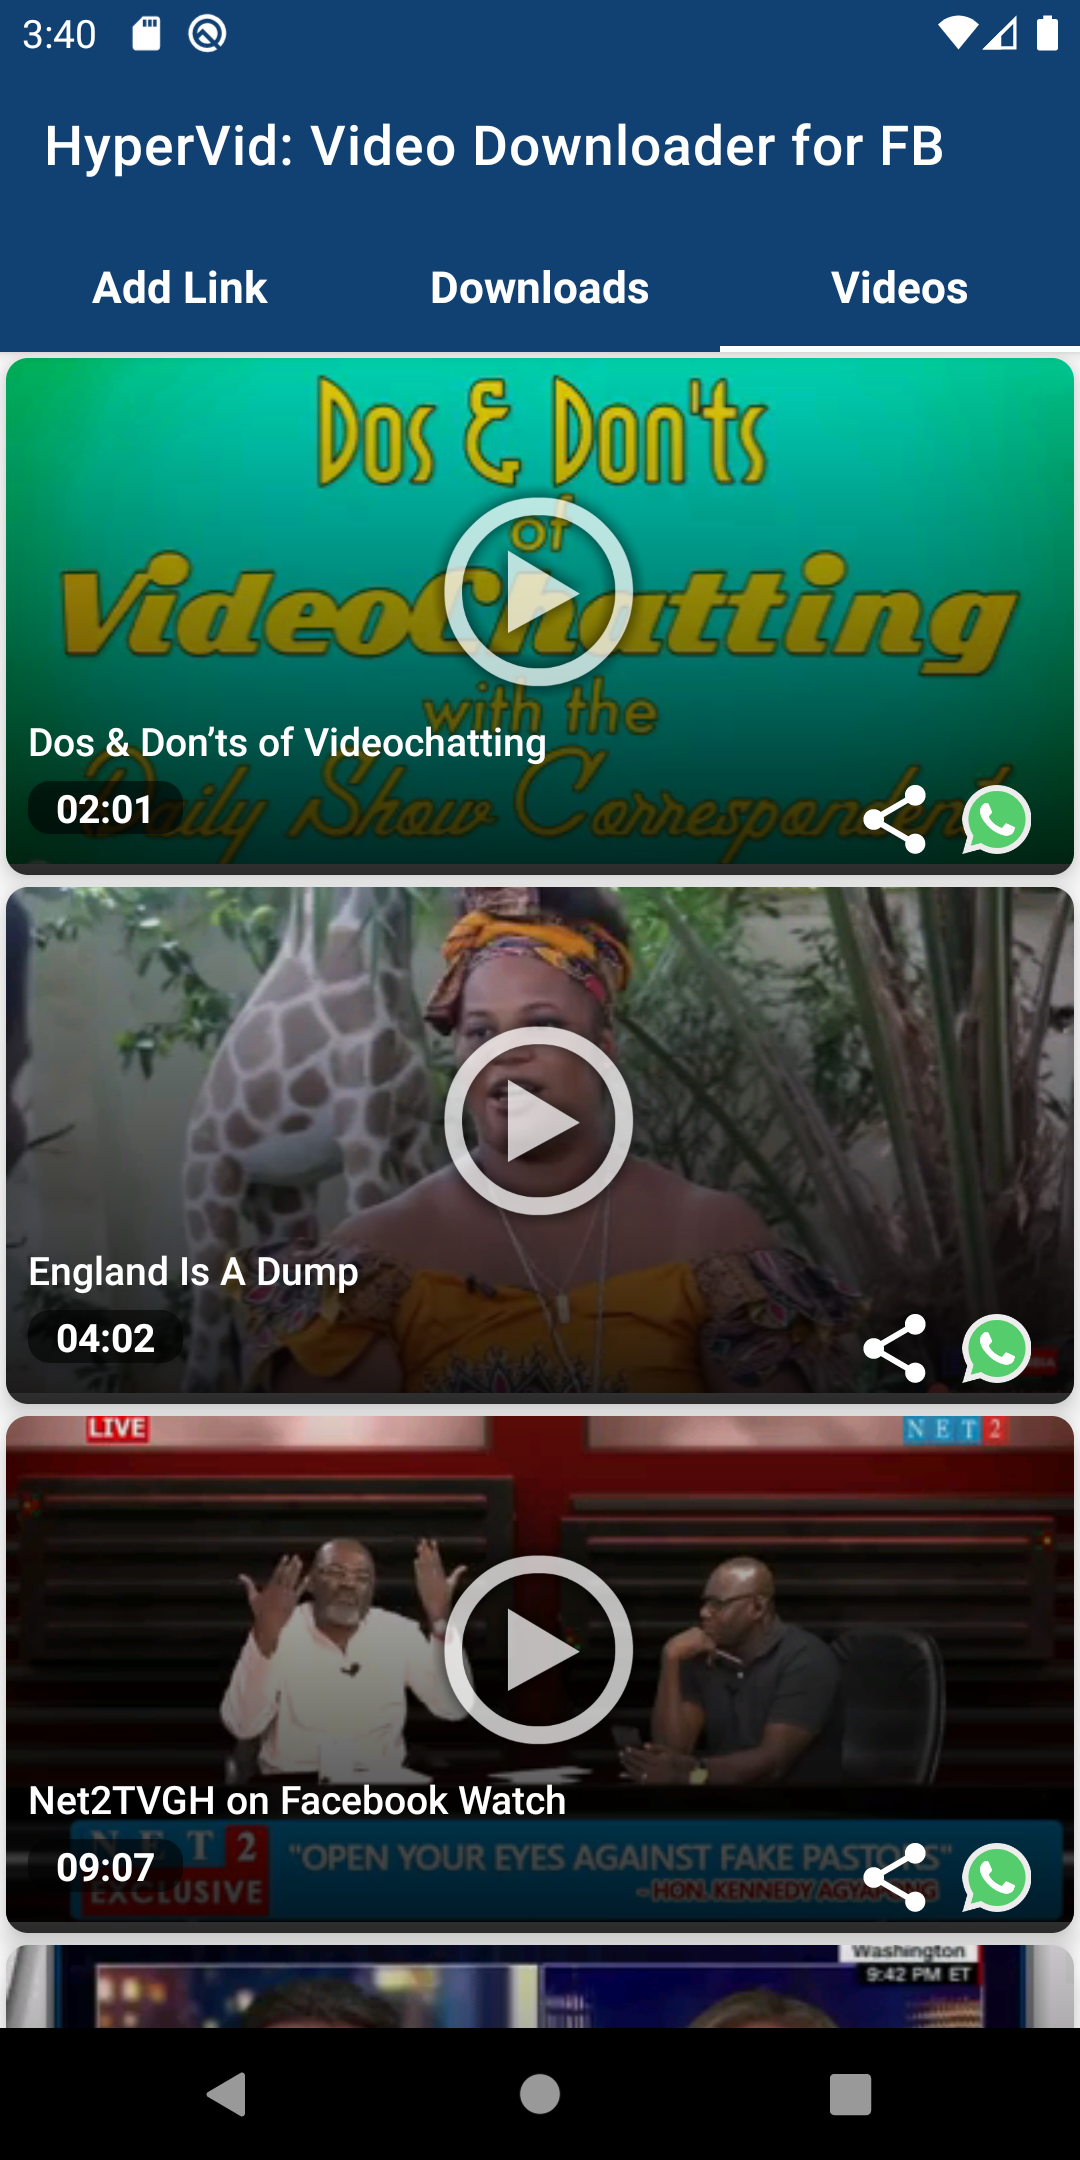 3:40
HyperVid: Video Downloader for FB
Add Link
Downloads
Videos
Dos & Don'ts
of
VideoChatting
with the
Daily Show Correspondents
Dos & Don’ts of Videochatting
02:01
England Is A Dump
04:02
LIVE
NET2
Net2TVGH on Facebook Watch
NET2
EXCLUSIVE
"OPEN YOUR EYES AGAINST FAKE PASTORS"
- HON. KENNEDY AGYAPONG
09:07
Washington
9:42 PM ET